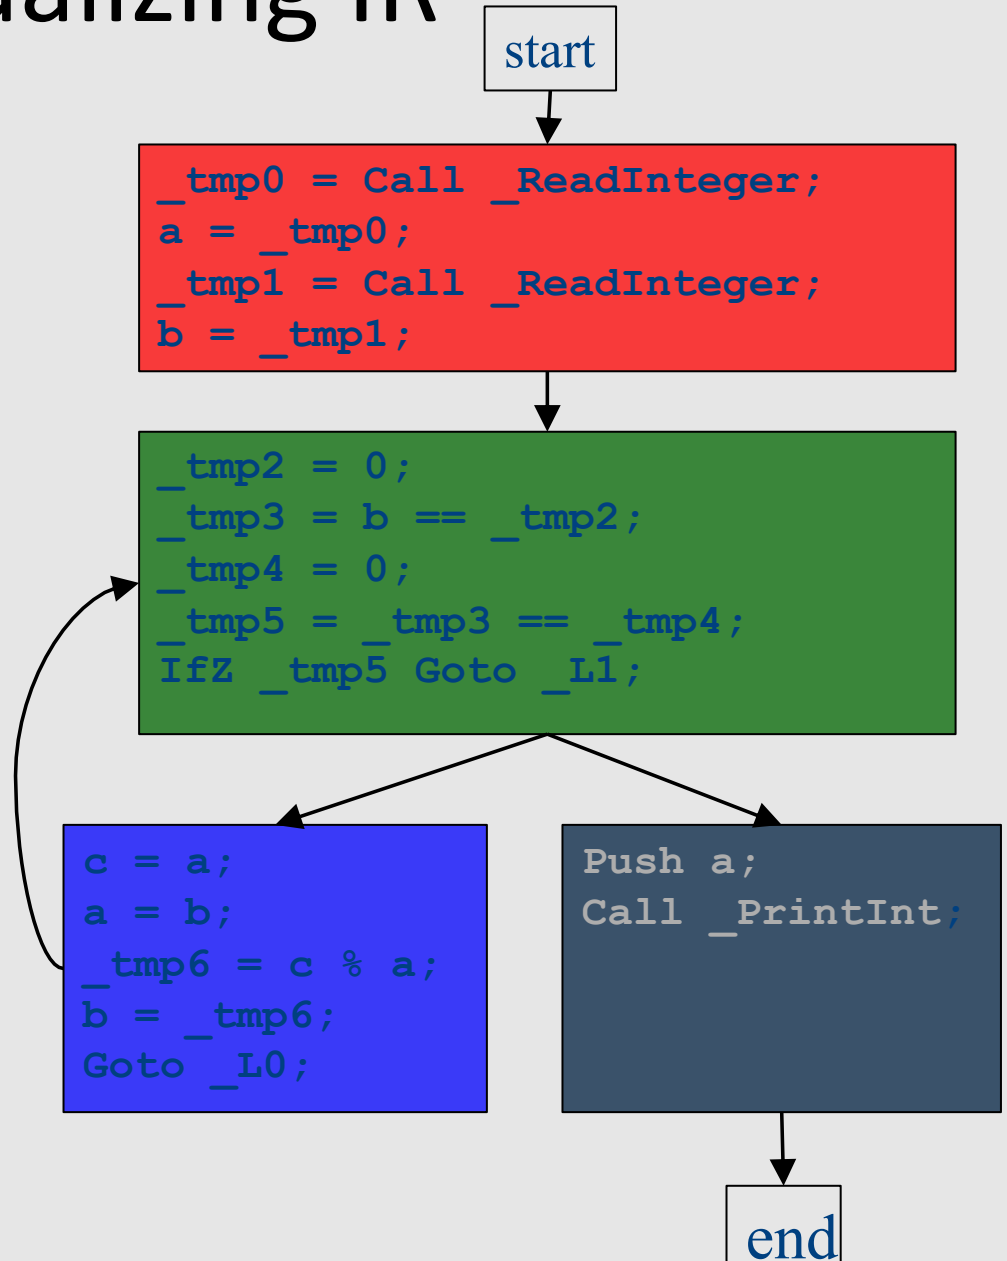 IR
start
_tmp0 = Call _ReadInteger;
a = _tmp0;
_tmp1 = Call _ReadInteger;
b = _tmp1;
_tmp2 = 0;
_tmp3 = b == _tmp2;
_tmp4 = 0;
_tmp5 = _tmp3 == _tmp4;
IfZ _tmp5 Goto _L1;
c = a;
a = b;
_tmp6 = c % a;
b = _tmp6;
Goto _L0;
Push a;
Call _PrintInt;
end